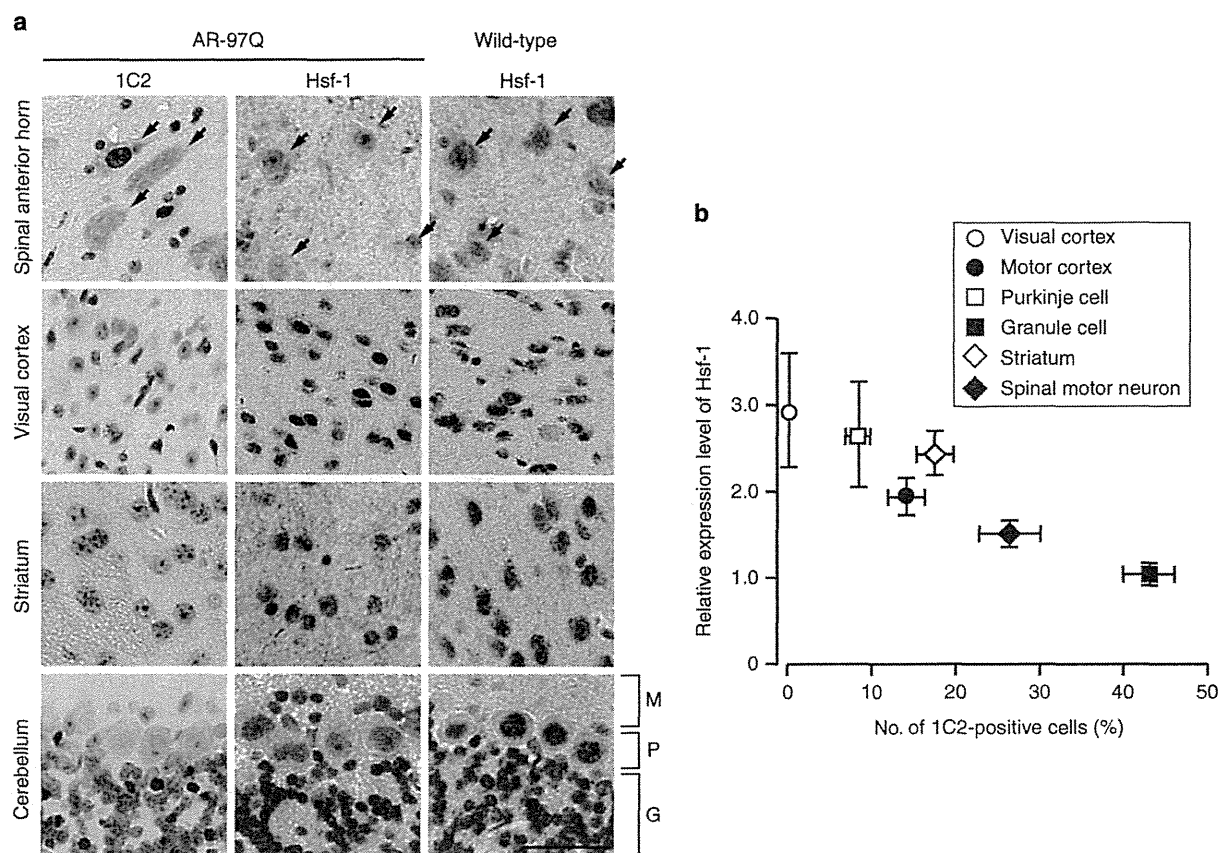 a
AR-97Q
Wild-type
1C2
Hsf-1
Hsf-1
Spinal anterior horn
Visual cortex
Striatum
Cerebellum
M
P
G
b
Visual cortex
Motor cortex
Purkinje cell
Granule cell
Striatum
Spinal motor neuron
Relative expression level of Hsf-1
4.0
3.0
2.0
1.0
0
0 10 20 30 40 50
No. of 1C2-positive cells (%)